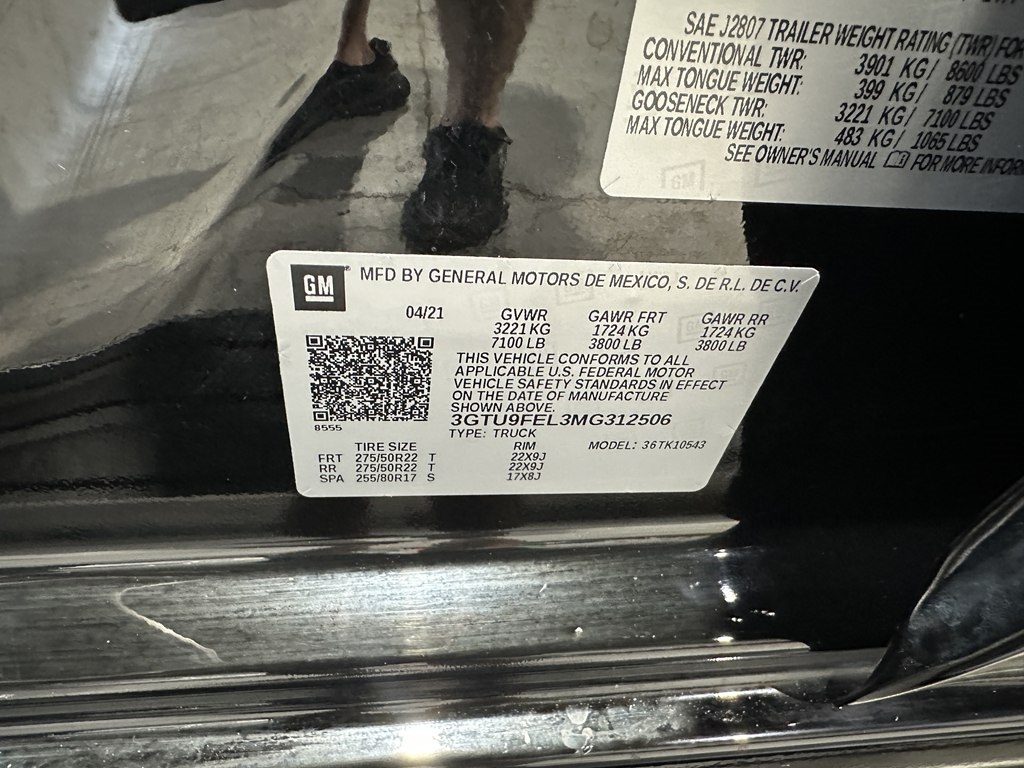 SAE J2807 TRAILER WEIGHT RATING (TWR) FOR
CONVENTIONAL TWR: 3901 KG/ 8600 LBS
MAX TONGUE WEIGHT: 399 KG/ 879 LBS
GOOSENECK TWR: 3221 KG/ 7100 LBS
MAX TONGUE WEIGHT: 483 KG/ 1065 LBS
SEE OWNER'S MANUAL FOR MORE INFOR
GM
GM® MFD BY GENERAL MOTORS DE MEXICO, S. DE R.L. DE C.V.
04/21 GVWR GAWR FRT GAWR RR
3221 KG 1724 KG 1724 KG
7100 LB 3800 LB 3800 LB
THIS VEHICLE CONFORMS TO ALL
APPLICABLE U.S. FEDERAL MOTOR
VEHICLE SAFETY STANDARDS IN EFFECT
ON THE DATE OF MANUFACTURE
SHOWN ABOVE.
3GTU9FEL3MG312506
8555
TYPE: TRUCK
TIRE SIZE RIM MODEL: 36TK10543
FRT 275/50R22 T 22X9J
RR 275/50R22 T 22X9J
SPA 255/80R17 S 17X8J